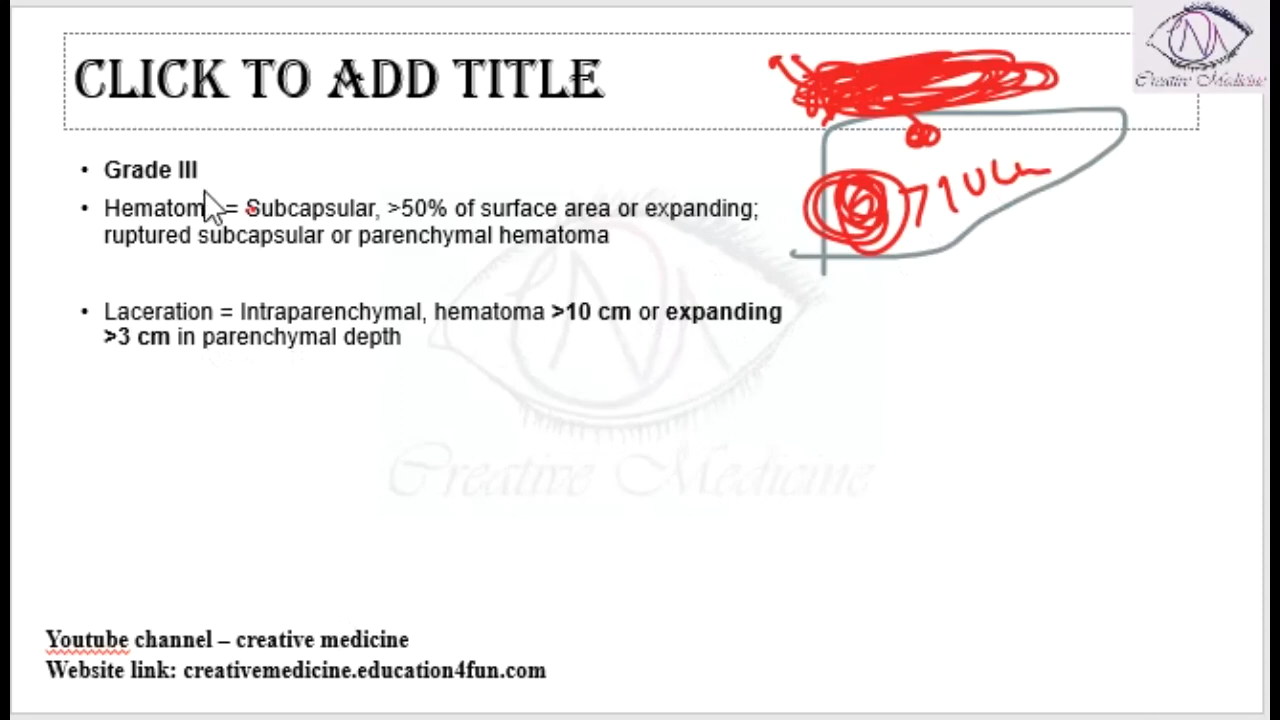 Creative Medicine
CLICK TO ADD TITLE
• Grade III
>10cm
• Hematom = Subcapsular, >50% of surface area or expanding;
ruptured subcapsular or parenchymal hematoma
• Laceration = Intraparenchymal, hematoma >10 cm or expanding
>3 cm in parenchymal depth
Creative Medicine
Youtube channel – creative medicine
Website link: creativemedicine.education4fun.com